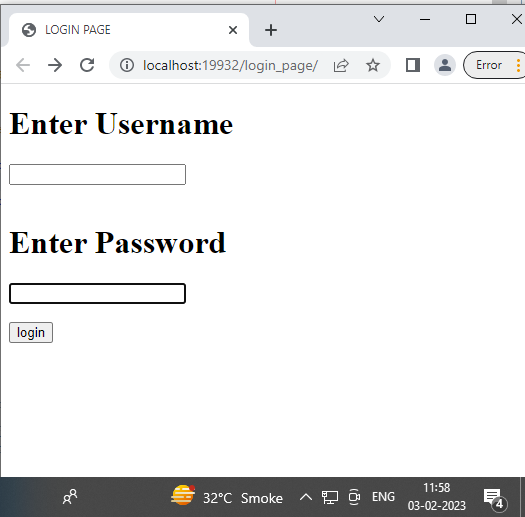 LOGIN PAGE
localhost:19932/login_page/
Error
Enter Username
Enter Password
login
32°C Smoke
ENG
11:58
03-02-2023
4